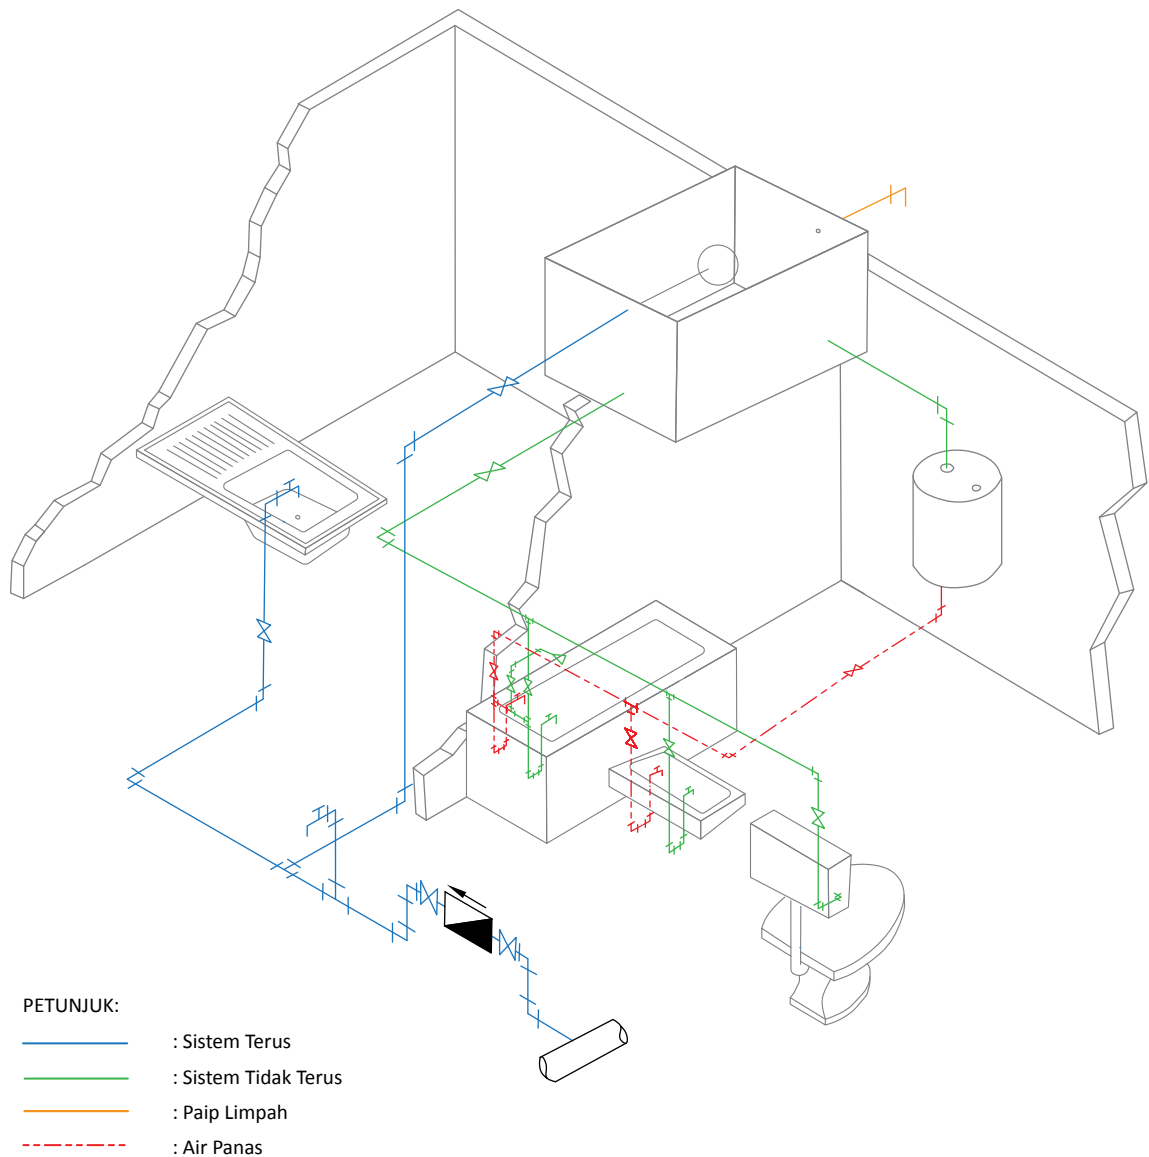 PETUNJUK:
: Sistem Terus
: Sistem Tidak Terus
: Paip Limpah
: Air Panas